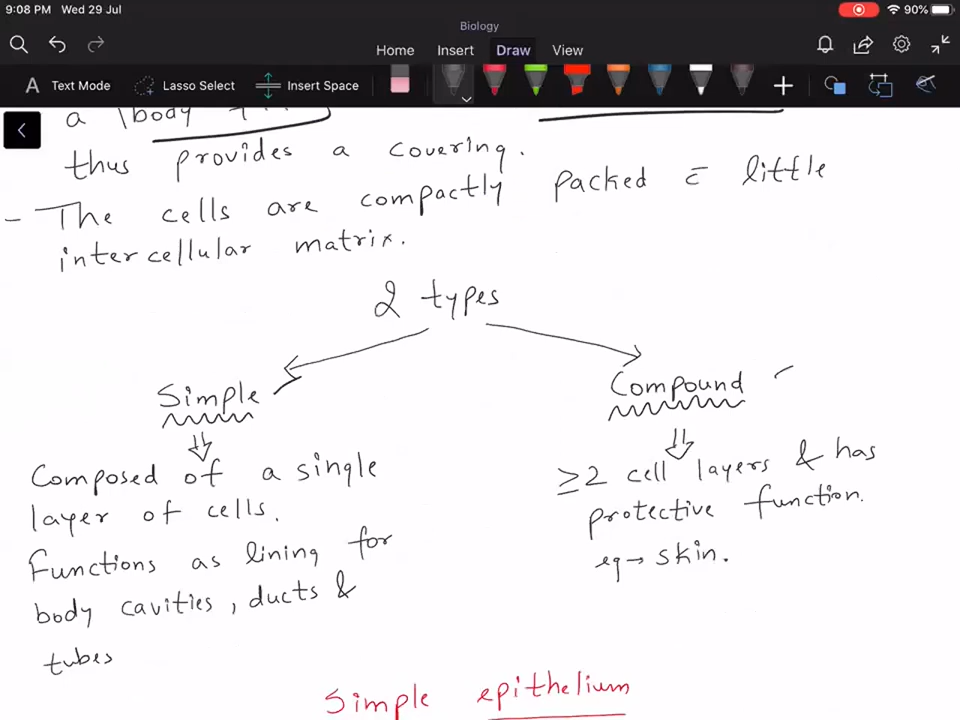 9:08 PM Wed 29 Jul
90%
Biology
Home Insert Draw View
Text Mode Lasso Select Insert Space
a body
thus provides a covering.
- The cells are compactly packed c̄ little
intercellular matrix.
2 types
Simple
Compound
Composed of a single
layer of cells.
Functions as lining for
body cavities, ducts &
tubes
≥2 cell layers & has
protective function.
eg → skin.
Simple epithelium